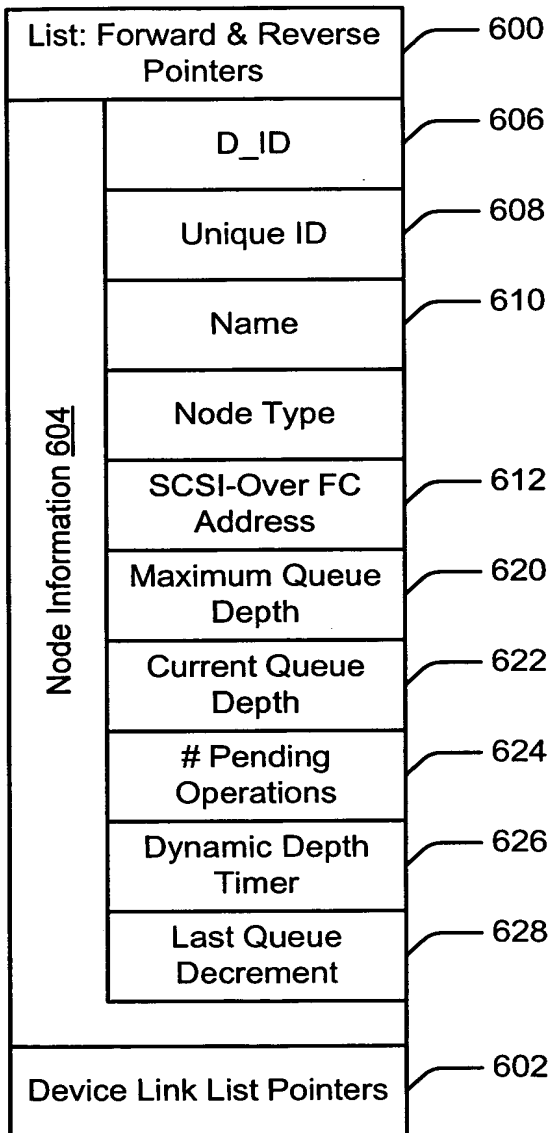 List: Forward & Reverse
Pointers
600
D_ID
606
Unique ID
608
Name
610
Node Type
SCSI-Over FC
Address
612
Maximum Queue
Depth
620
Current Queue
Depth
622
# Pending
Operations
624
Dynamic Depth
Timer
626
Last Queue
Decrement
628
Node Information 604
Device Link List Pointers
602